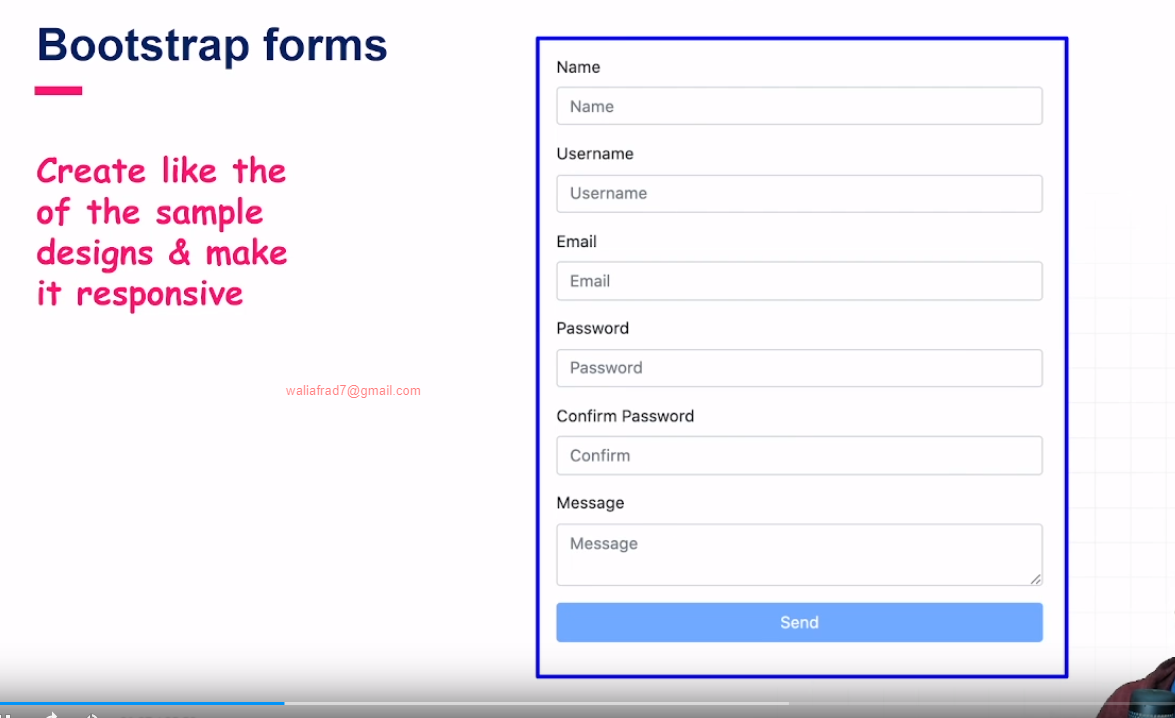 Bootstrap forms
Create like the
of the sample
designs & make
it responsive
waliafrad7@gmail.com
Name
Name
Username
Username
Email
Email
Password
Password
Confirm Password
Confirm
Message
Message
Send